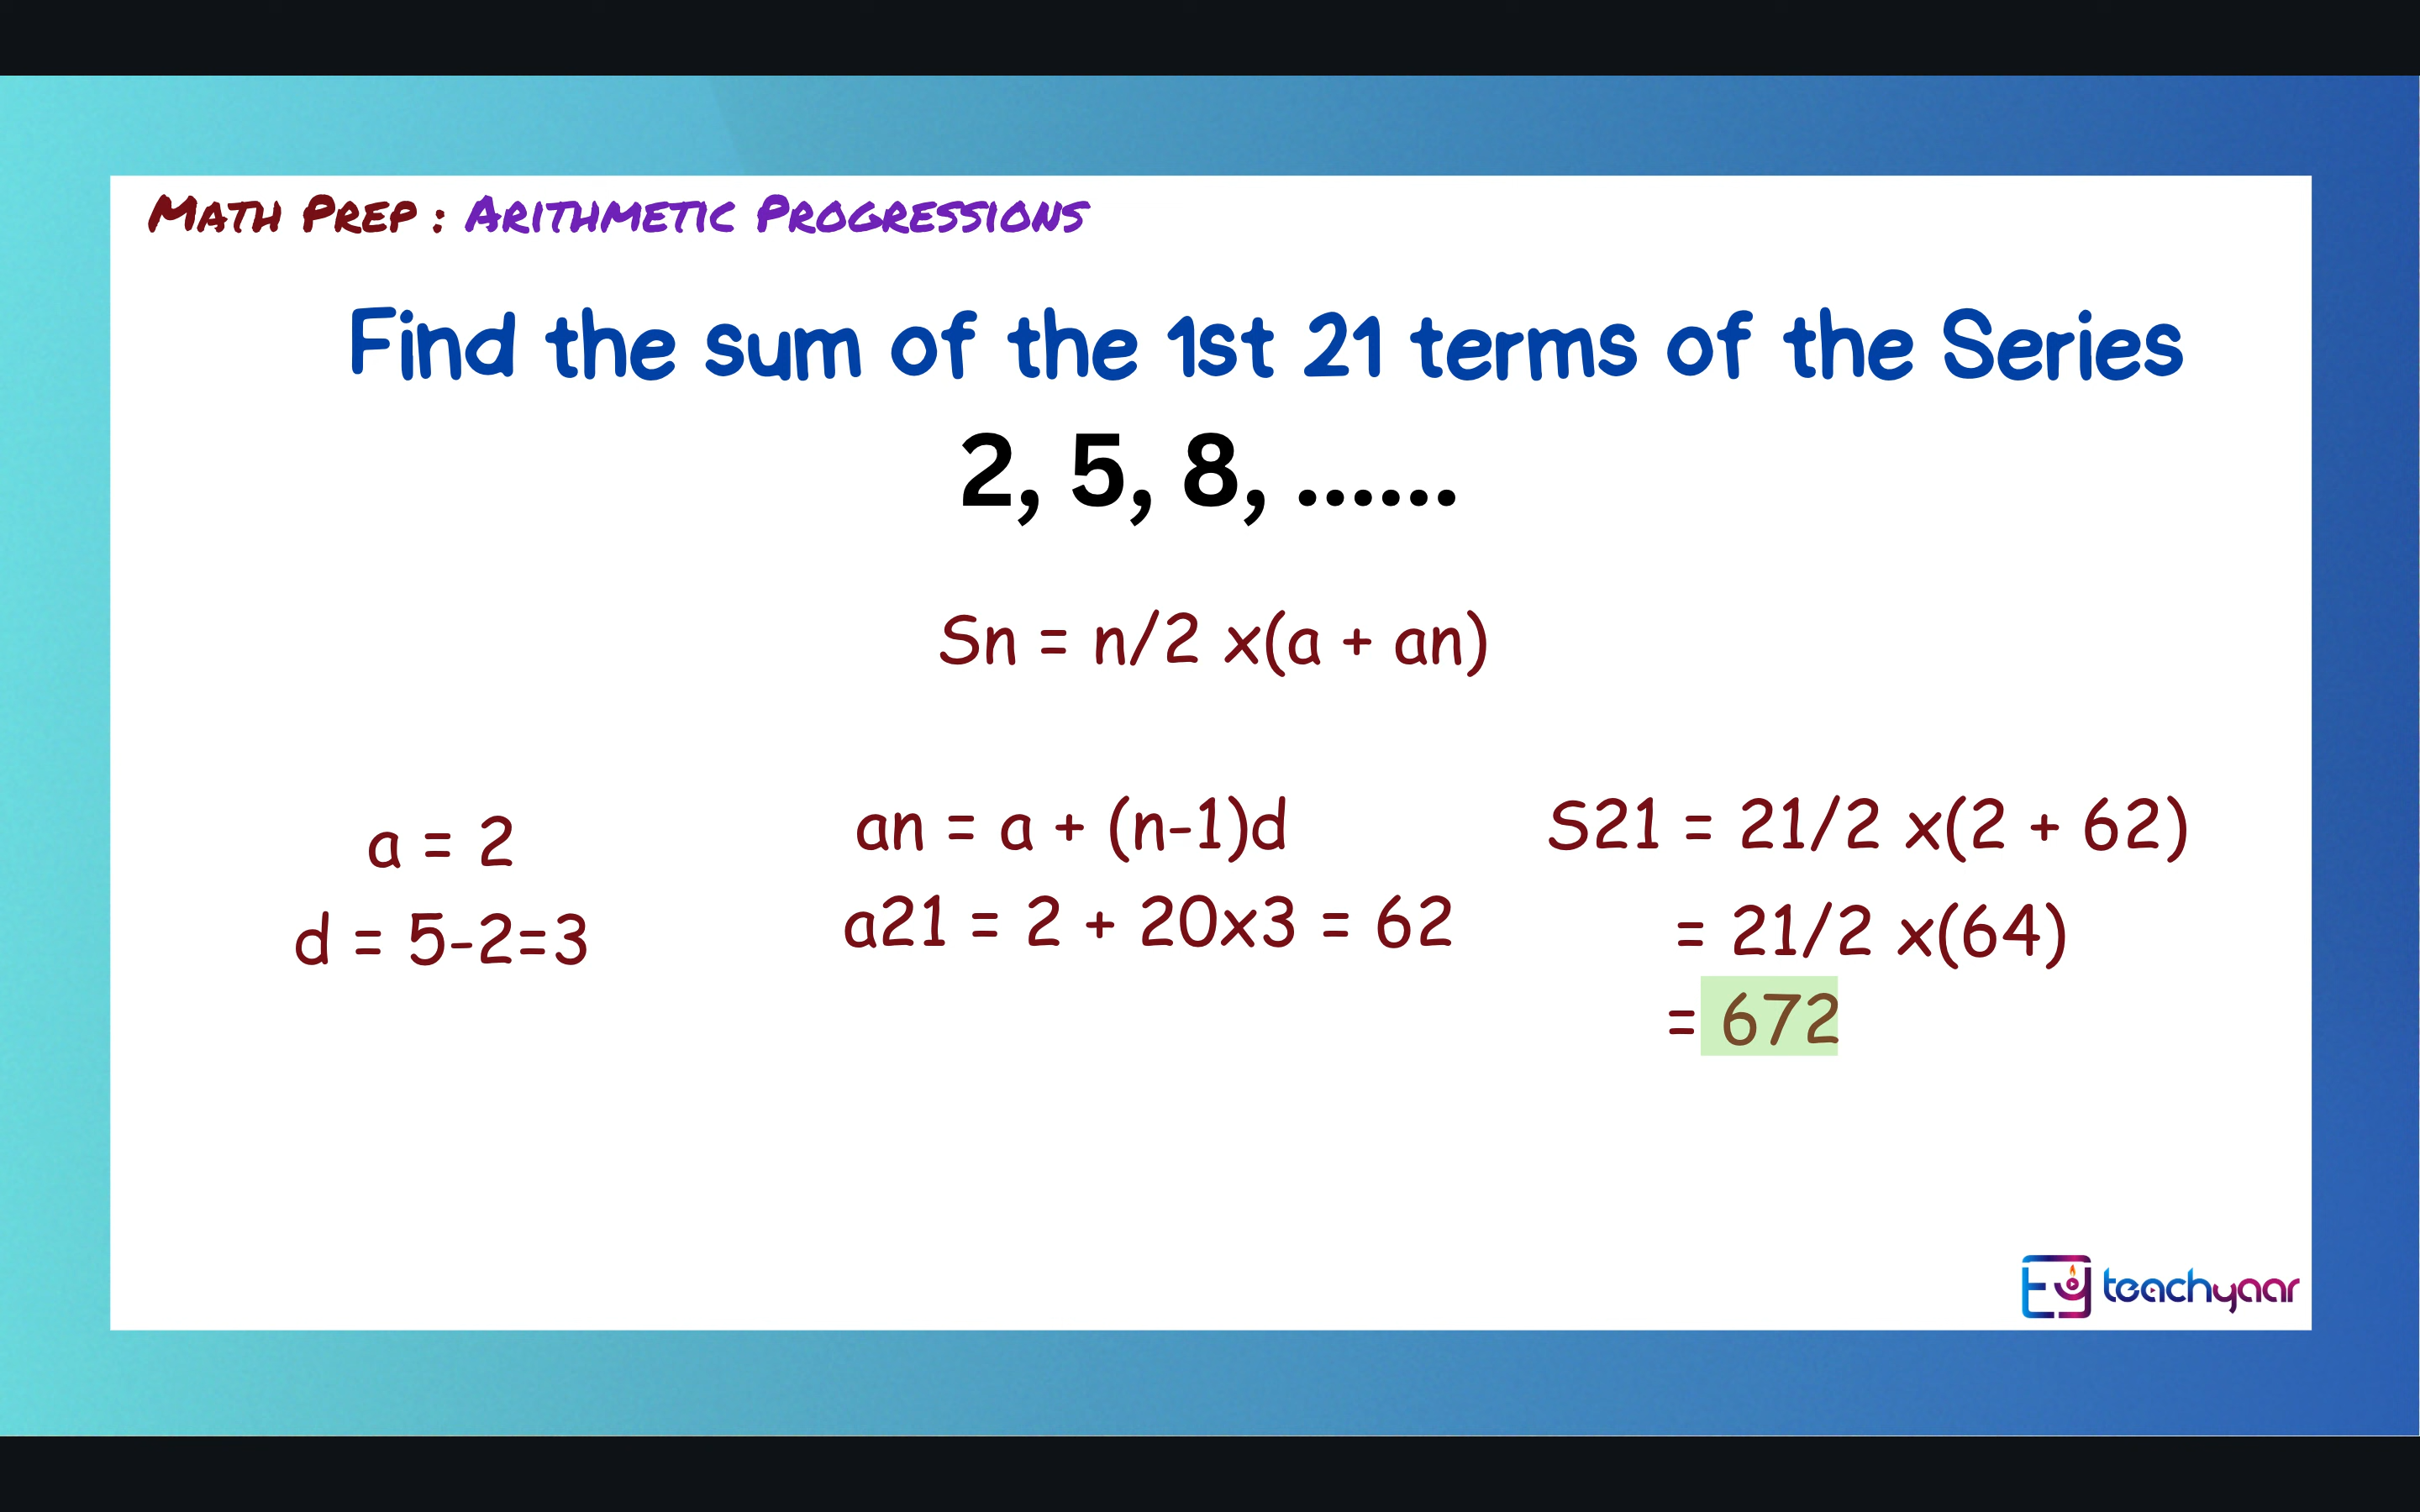 Math Prep : Arithmetic Progressions
Find the sum of the 1st 21 terms of the Series
2, 5, 8, ......
Sn = n/2 x(a + an)
a = 2
d = 5-2=3
an = a + (n-1)d
a21 = 2 + 20x3 = 62
S21 = 21/2 x(2 + 62)
= 21/2 x(64)
= 672
teachyaar